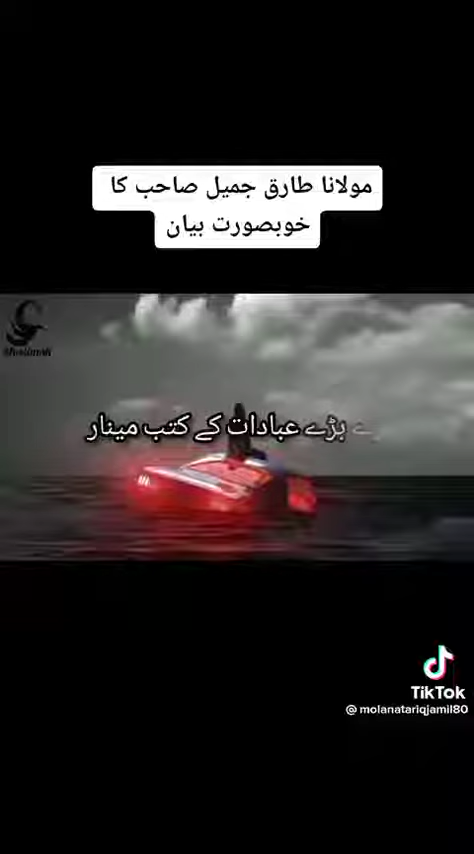 مولانا طارق جمیل صاحب کا
خوبصورت بیان
بڑے عبادات کے کتب مینار
TikTok
@molanatariqjamil80